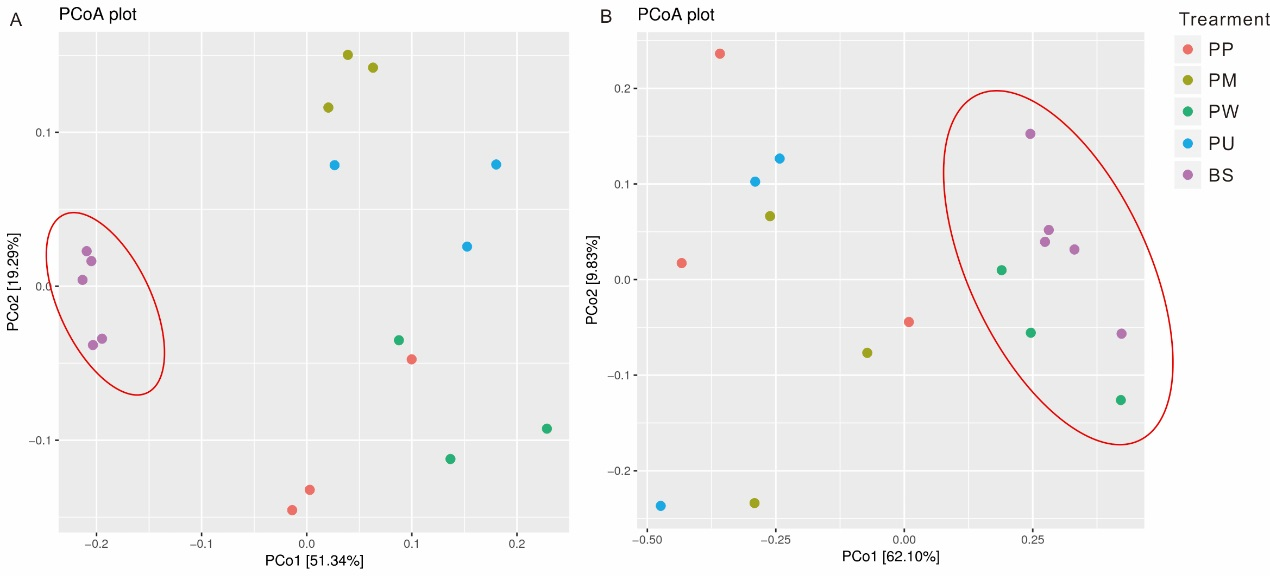 A
PCoA plot
0.1
0.0
−0.1
PCo2 [19.29%]
−0.2
−0.1
0.0
0.1
0.2
PCo1 [51.34%]
B
PCoA plot
0.2
0.1
0.0
−0.1
−0.2
PCo2 [9.83%]
−0.50
−0.25
0.00
0.25
PCo1 [62.10%]
Trearment
PP
PM
PW
PU
BS